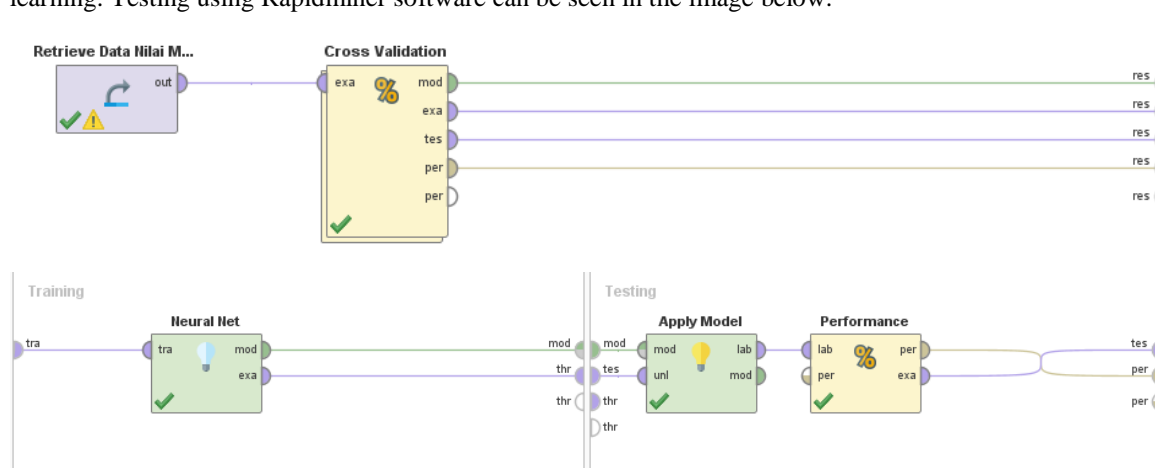 learning. Testing using Rapidminer software can be seen in the image below.
Retrieve Data Nilai M...
Cross Validation
out
exa
mod
exa
tes
per
per
res
res
res
res
res
Training
Testing
Neural Net
Apply Model
Performance
tra
tra
mod
exa
mod
thr
thr
mod
tes
thr
thr
mod
unl
lab
mod
lab
per
per
exa
tes
per
per